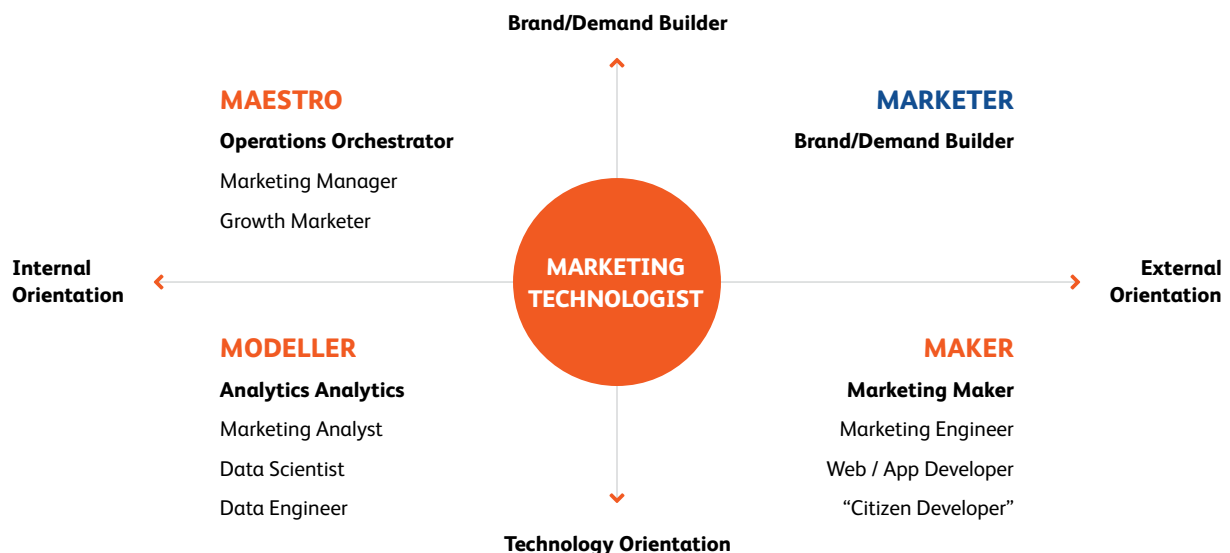 Brand/Demand Builder
MAESTRO
Operations Orchestrator
Marketing Manager
Growth Marketer
MARKETER
Brand/Demand Builder
Internal
Orientation
MARKETING
TECHNOLOGIST
External
Orientation
MODELLER
Analytics Analytics
Marketing Analyst
Data Scientist
Data Engineer
MAKER
Marketing Maker
Marketing Engineer
Web / App Developer
“Citizen Developer”
Technology Orientation